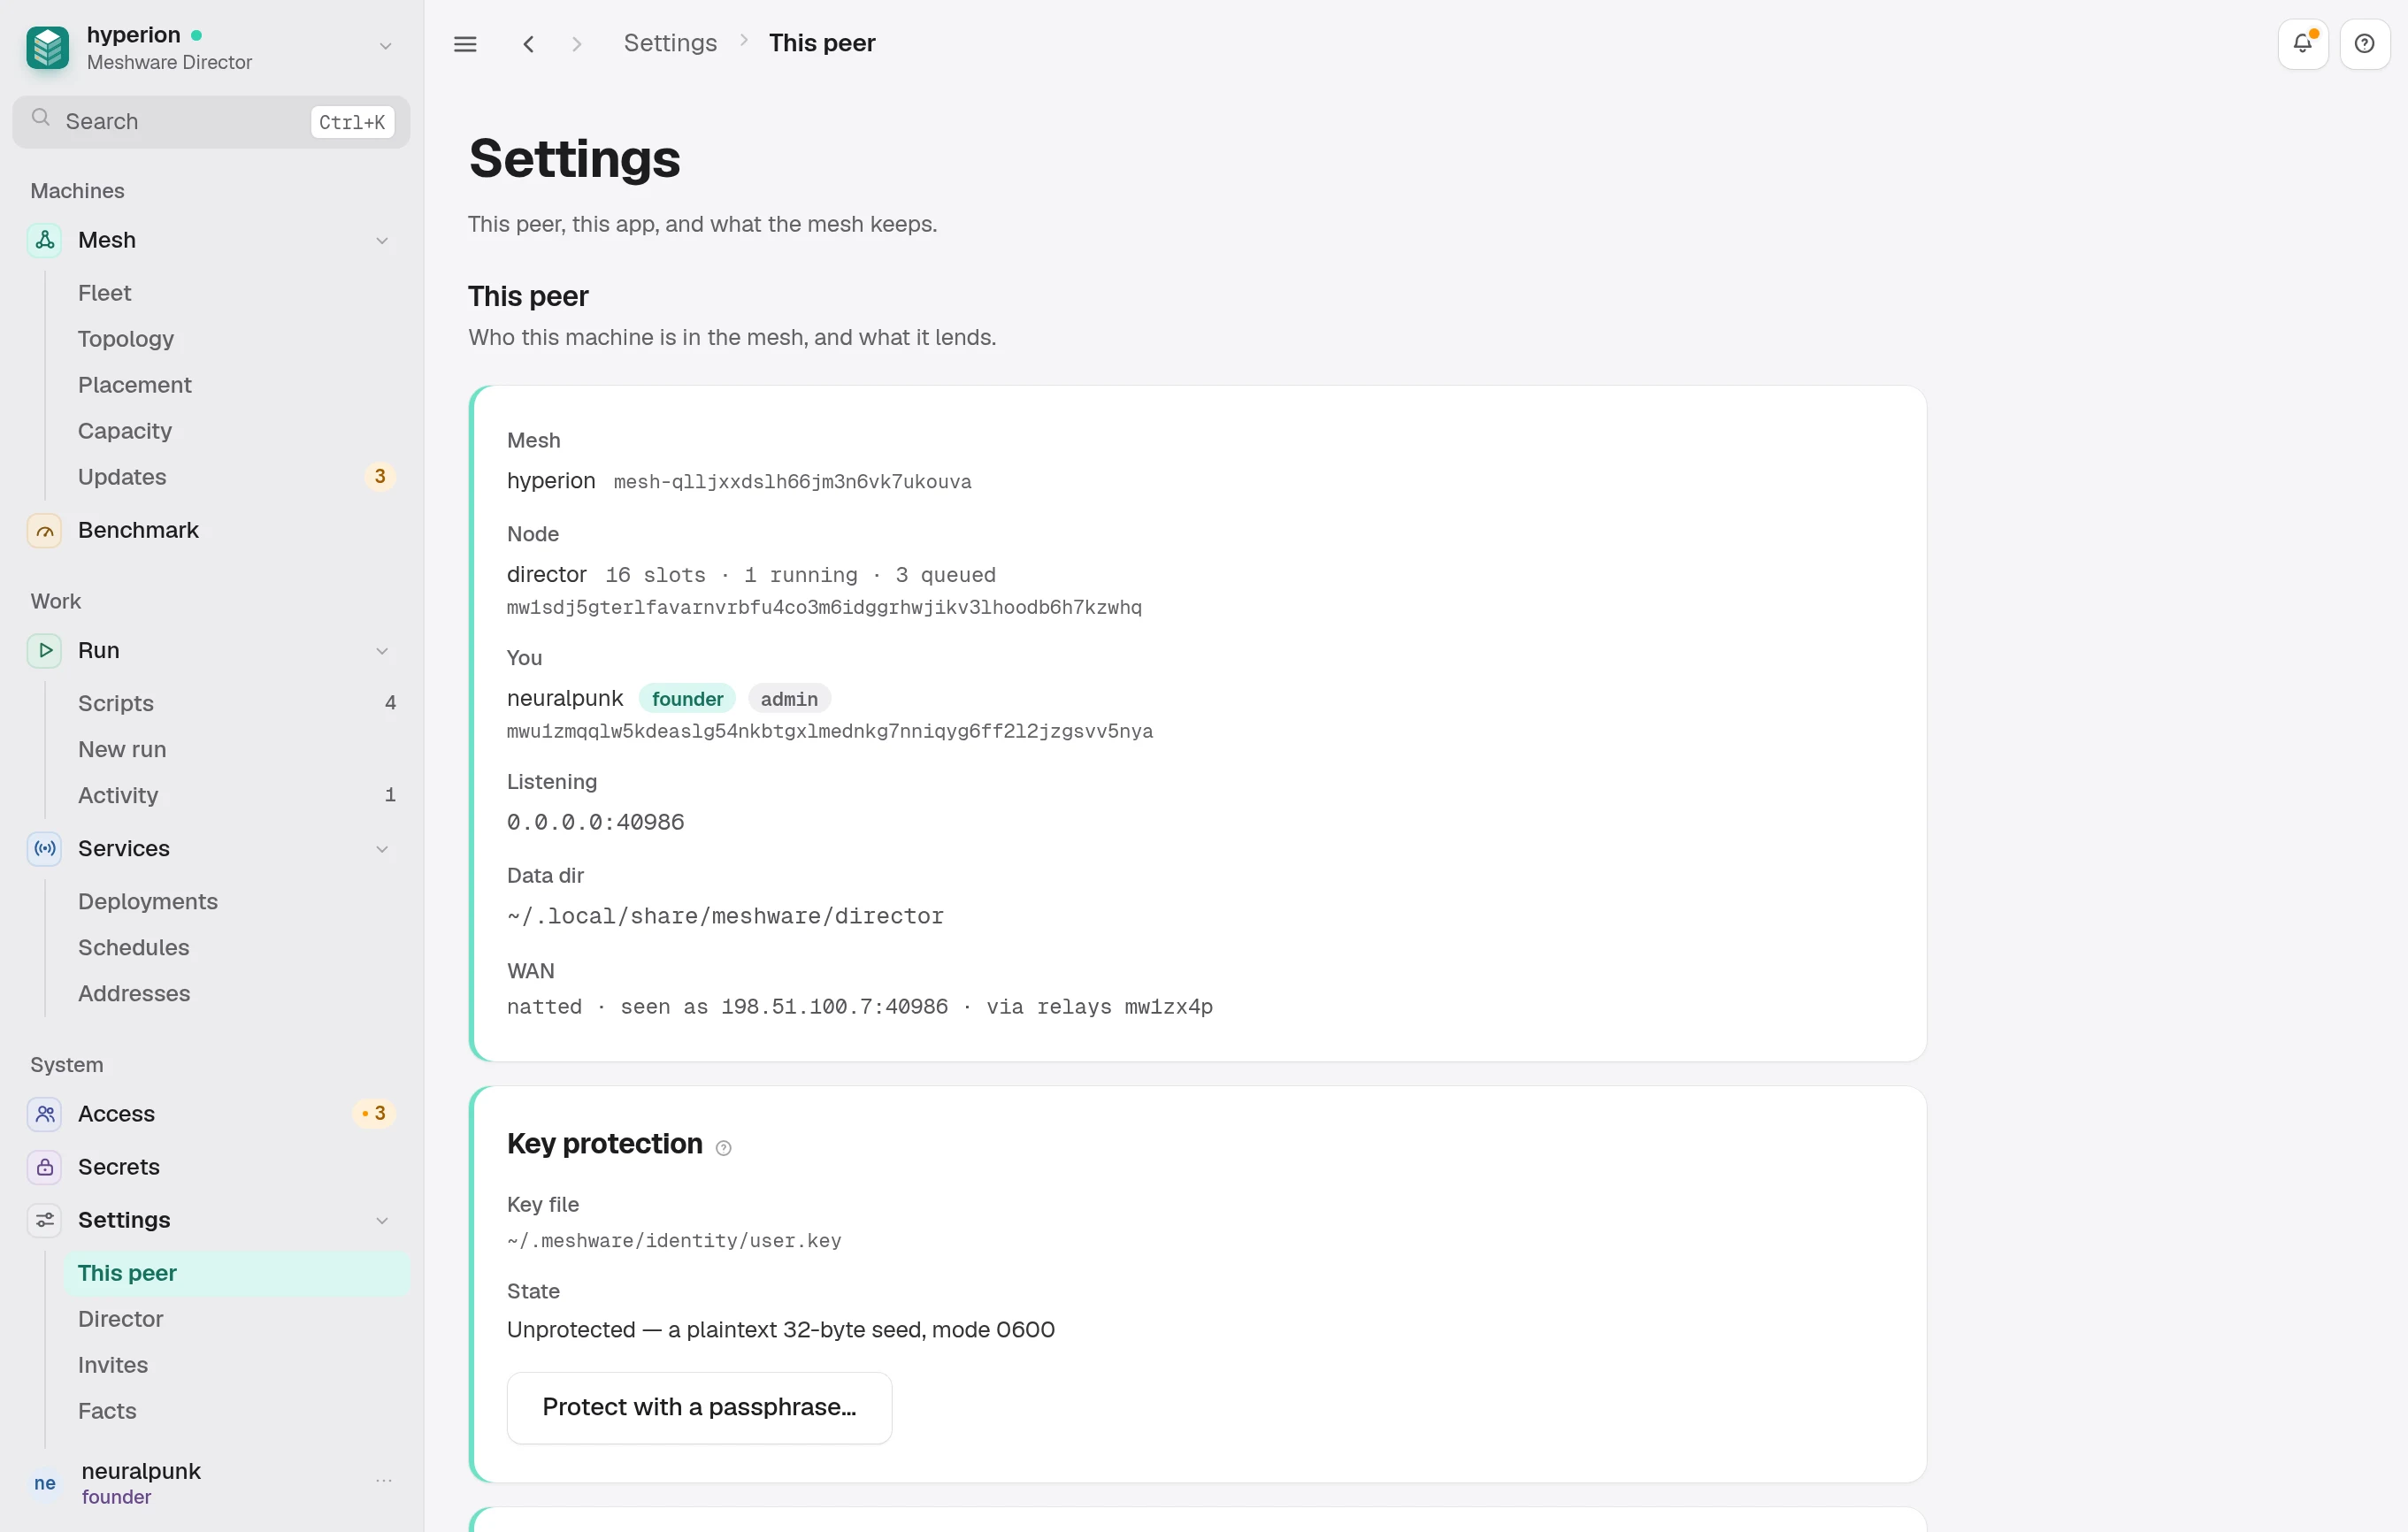 hyperion
Meshware Director
Search Ctrl+K
Machines
Mesh
Fleet
Topology
Placement
Capacity
Updates 3
Benchmark
Work
Run
Scripts 4
New run
Activity 1
Services
Deployments
Schedules
Addresses
System
Access • 3
Secrets
Settings
This peer
Director
Invites
Facts
ne neuralpunk ...
founder
Settings > This peer
Settings
This peer, this app, and what the mesh keeps.
This peer
Who this machine is in the mesh, and what it lends.
Mesh
hyperion mesh-qlljxxdslh66jm3n6vk7ukouva
Node
director 16 slots · 1 running · 3 queued
mw1sdj5gterlfavarnvrbfu4co3m6idggrhwjikv3lhoodb6h7kzwhq
You
neuralpunk founder admin
mwu1zmqqlw5kdeaslg54nkbtgxlmednkg7nniqyg6ff2l2jzgsvv5nya
Listening
0.0.0.0:40986
Data dir
~/.local/share/meshware/director
WAN
natted · seen as 198.51.100.7:40986 · via relays mw1zx4p
Key protection
Key file
~/.meshware/identity/user.key
State
Unprotected — a plaintext 32-byte seed, mode 0600
Protect with a passphrase...